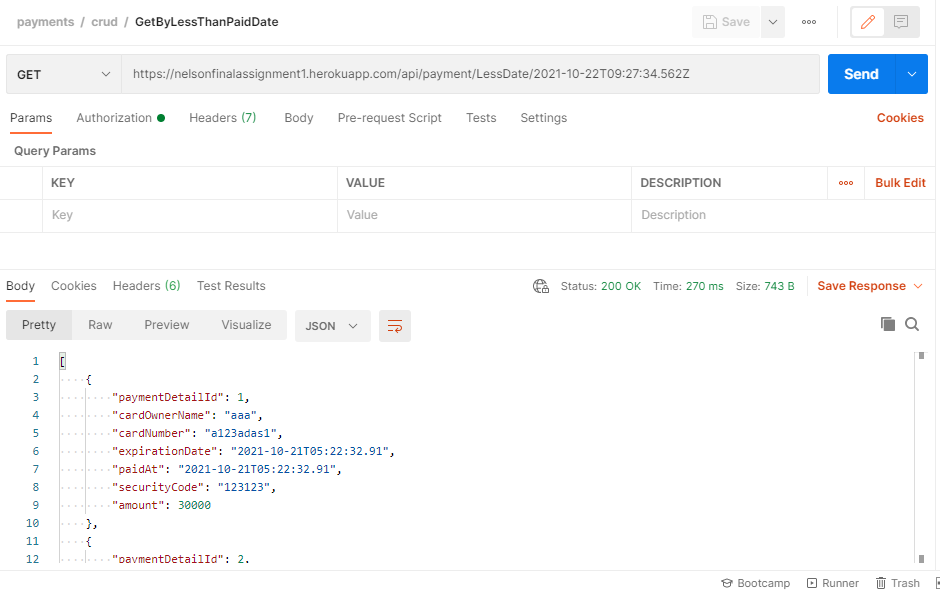 payments / crud / GetByLessThanPaidDate
Save
GET
https://nelsonfinalassignment1.herokuapp.com/api/payment/LessDate/2021-10-22T09:27:34.562Z
Send
Params Authorization Headers (7) Body Pre-request Script Tests Settings Cookies
Query Params
KEY VALUE DESCRIPTION Bulk Edit
Key Value Description
Body Cookies Headers (6) Test Results Status: 200 OK Time: 270 ms Size: 743 B Save Response
Pretty Raw Preview Visualize JSON
1 [
2 {
3 "paymentDetailId": 1,
4 "cardOwnerName": "aaa",
5 "cardNumber": "a123adas1",
6 "expirationDate": "2021-10-21T05:22:32.91",
7 "paidAt": "2021-10-21T05:22:32.91",
8 "securityCode": "123123",
9 "amount": 30000
10 },
11 {
12 "paymentDetailId": 2,
Bootcamp Runner Trash